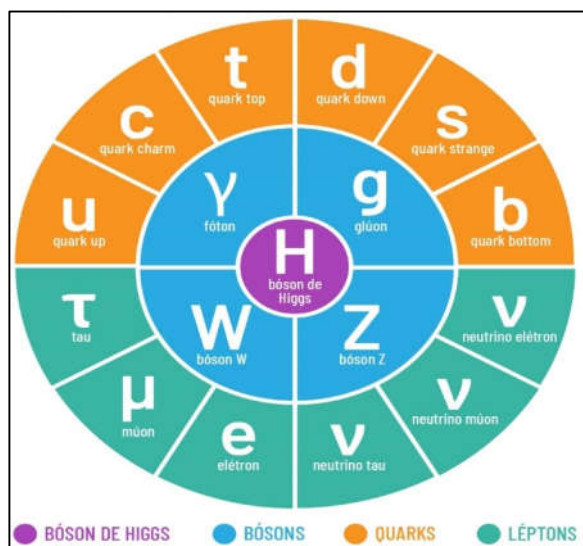 t
quark top
d
quark down
c
quark charm
s
quark strange
u
quark up
b
quark bottom
γ
fóton
g
glúon
H
bóson de
Higgs
W
bóson W
Z
bóson Z
τ
tau
ν
neutrino elétron
μ
múon
ν
neutrino múon
e
elétron
ν
neutrino tau
BÓSON DE HIGGS
BÓSONS
QUARKS
LÉPTONS